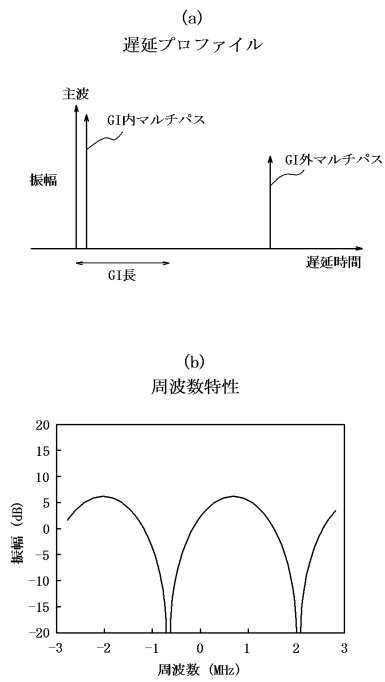 (a)
遅延プロファイル
主波
GI内マルチパス
GI外マルチパス
振幅
遅延時間
GI長
(b)
周波数特性
20
15
10
5
0
-5
-10
-15
-20
振幅 (dB)
-3
-2
-1
0
1
2
3
周波数 (MHz)